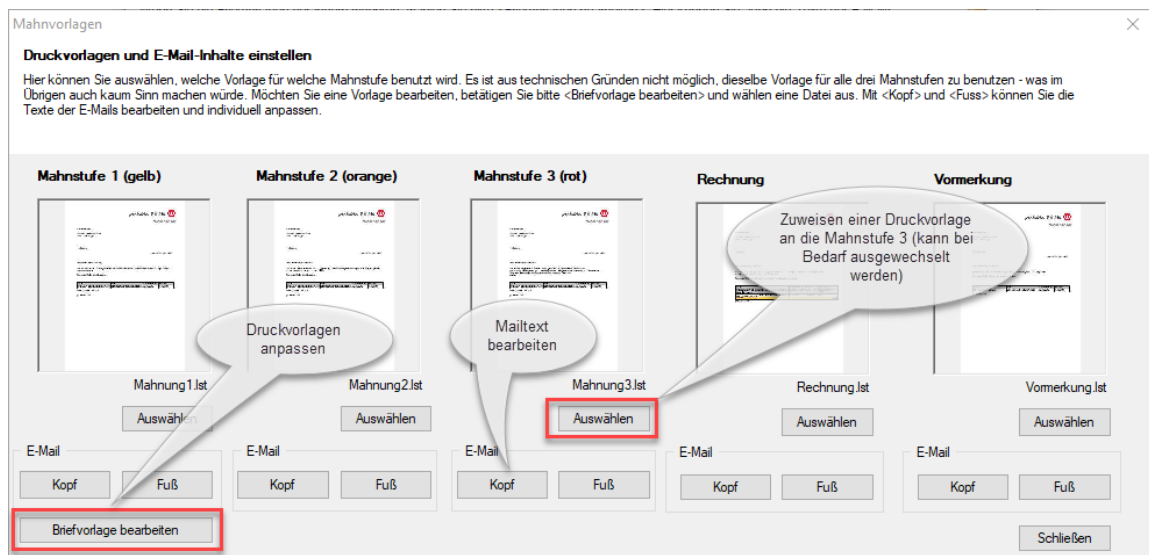 Mahnvorlagen
Druckvorlagen und E-Mail-Inhalte einstellen
Hier können Sie auswählen, welche Vorlage für welche Mahnstufe benutzt wird. Es ist aus technischen Gründen nicht möglich, dieselbe Vorlage für alle drei Mahnstufen zu benutzen - was im
Übrigen auch kaum Sinn machen würde. Möchten Sie eine Vorlage bearbeiten, betätigen Sie bitte <Briefvorlage bearbeiten> und wählen eine Datei aus. Mit <Kopf> und <Fuss> können Sie die
Texte der E-Mails bearbeiten und individuell anpassen.
Mahnstufe 1 (gelb)
Mahnstufe 2 (orange)
Mahnstufe 3 (rot)
Rechnung
Vormerkung
Zuweisen einer Druckvorlage
an die Mahnstufe 3 (kann bei
Bedarf ausgewechselt
werden)
Druckvorlagen
anpassen
Mailtext
bearbeiten
Mahnung1.lst
Mahnung2.lst
Mahnung3.lst
Rechnung.lst
Vormerkung.lst
Auswählen
Auswählen
Auswählen
Auswählen
Auswählen
E-Mail
E-Mail
E-Mail
E-Mail
E-Mail
Kopf
Fuß
Kopf
Fuß
Kopf
Fuß
Kopf
Fuß
Kopf
Fuß
Briefvorlage bearbeiten
Schließen